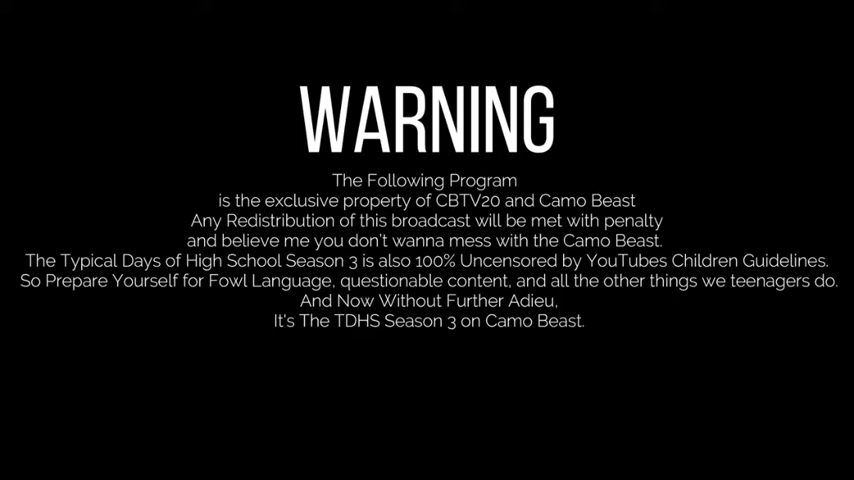 WARNING
The Following Program
is the exclusive property of CBTV20 and Camo Beast
Any Redistribution of this broadcast will be met with penalty
and believe me you don't wanna mess with the Camo Beast.
The Typical Days of High School Season 3 is also 100% Uncensored by YouTubes Children Guidelines.
So Prepare Yourself for Fowl Language, questionable content, and all the other things we teenagers do.
And Now Without Further Adieu,
It's The TDHS Season 3 on Camo Beast.